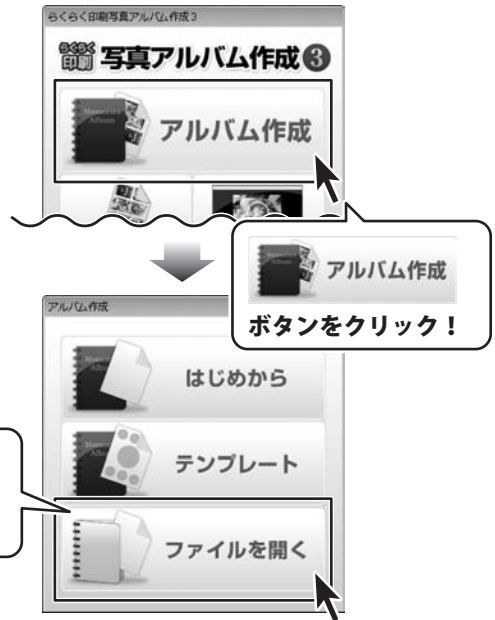 らくらく印刷写真アルバム作成3
らくらく印刷 写真アルバム作成❸
Memories Album
アルバム作成
アルバム作成
ボタンをクリック！
アルバム作成
はじめから
テンプレート
ファイルを開く